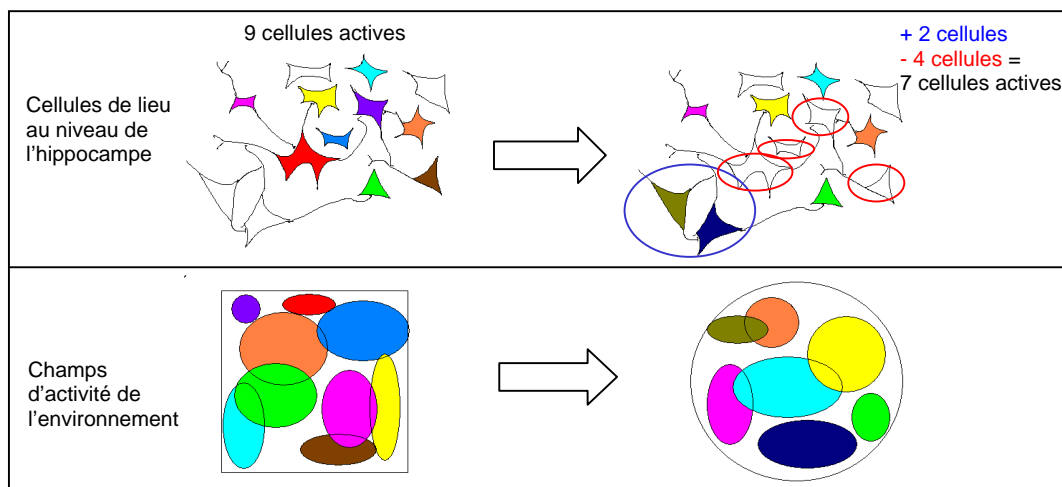 9 cellules actives
+ 2 cellules
- 4 cellules =
7 cellules actives
Cellules de lieu
au niveau de
l'hippocampe
Champs
d'activité de
l'environnement